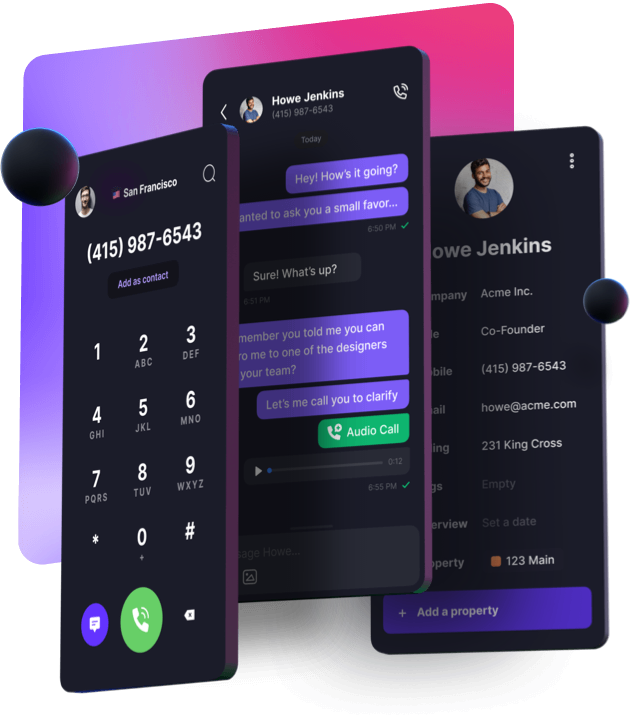 San Francisco
(415) 987-6543
Add as contact
1
2
ABC
3
DEF
4
GHI
5
JKL
6
MNO
7
PQRS
8
TUV
9
WXYZ
*
0
+
#
Howe Jenkins
(415) 987-6543
Today
Hey! How's it going?
anted to ask you a small favor...
6:50 PM
Sure! What's up?
6:51 PM
member you told me you can
ro me to one of the designers
your team?
Let's me call you to clarify
Audio Call
0:12
6:55 PM
sage Howe...
owe Jenkins
mpany Acme Inc.
le Co-Founder
bile (415) 987-6543
ail howe@acme.com
ing 231 King Cross
gs Empty
erview Set a date
operty 123 Main
+ Add a property